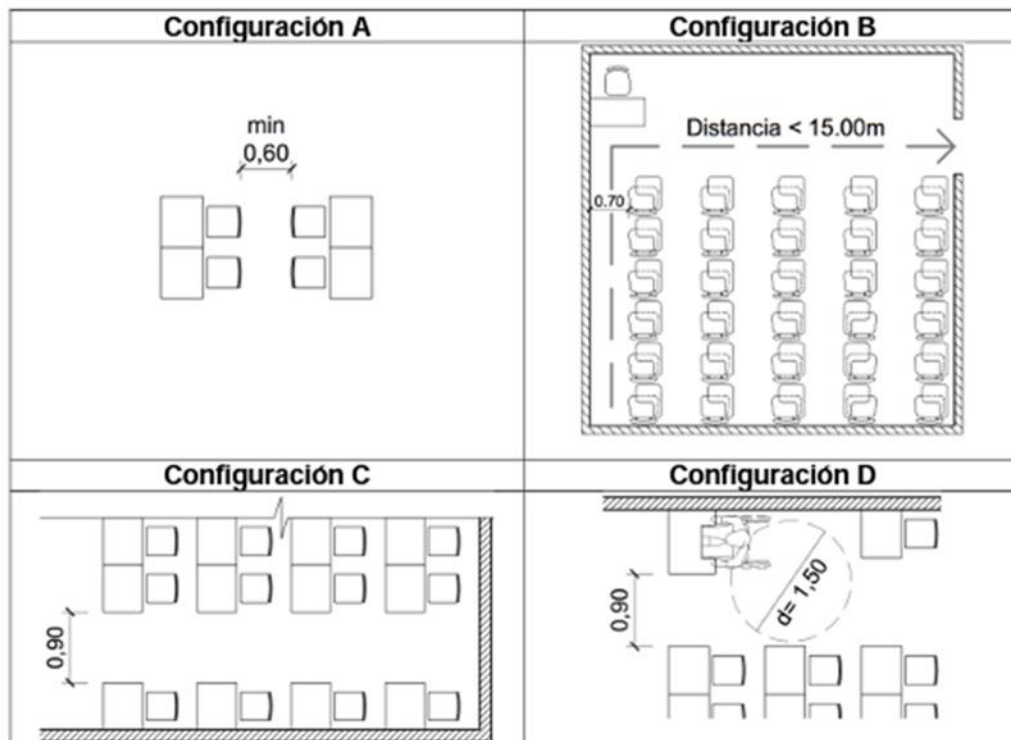 Configuración A
Configuración B
min
0,60
Distancia < 15.00m
0.70
Configuración C
Configuración D
0,90
0,90
d= 1,50